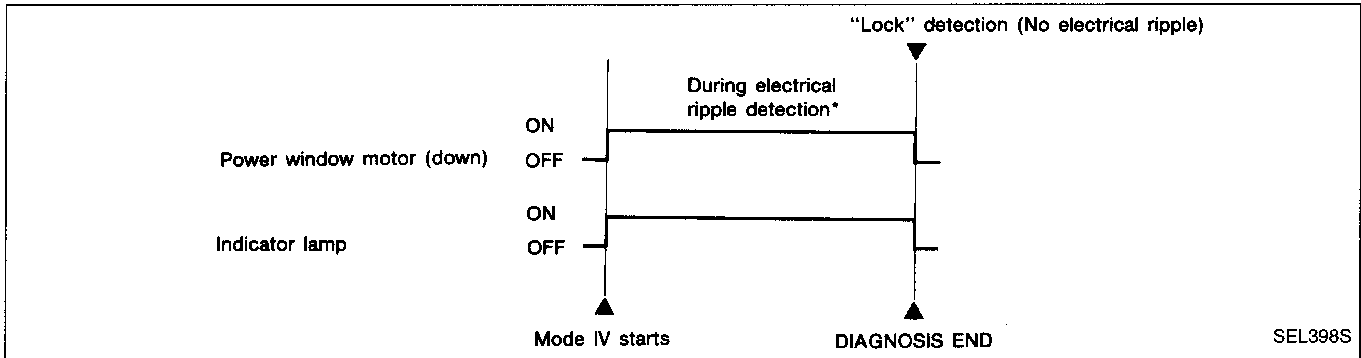 "Lock" detection (No electrical ripple)
During electrical
ripple detection*
ON
Power window motor (down) OFF
ON
Indicator lamp OFF
Mode IV starts
DIAGNOSIS END
SEL398S